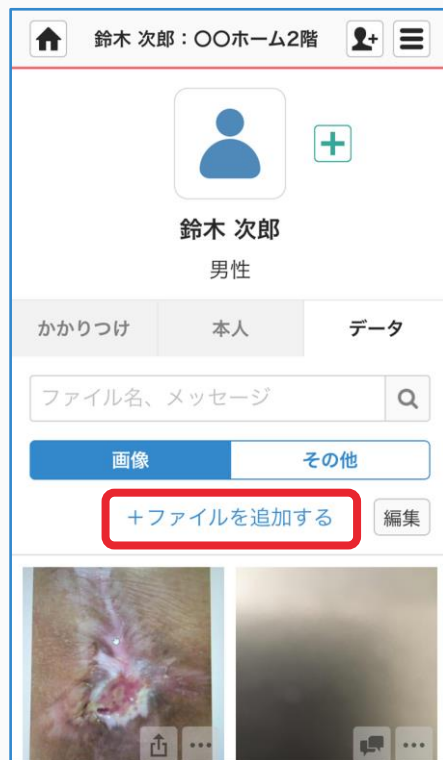 鈴木 次郎：〇〇ホーム2階
鈴木 次郎
男性
かかりつけ 本人 データ
ファイル名、メッセージ
画像 その他
＋ファイルを追加する 編集